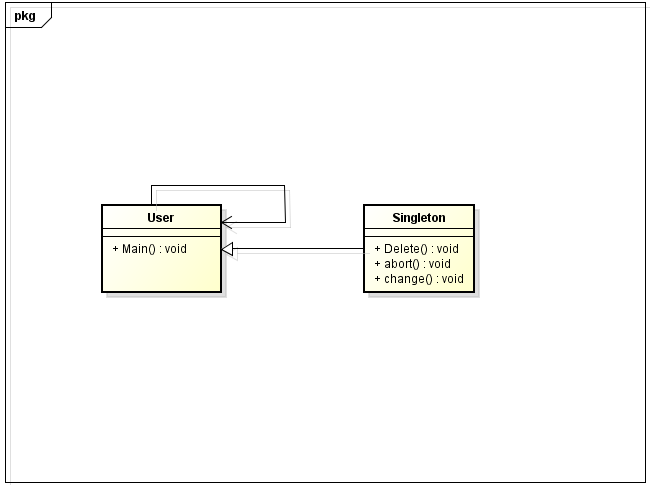 pkg
User
+ Main() : void
Singleton
+ Delete() : void
+ abort() : void
+ change() : void